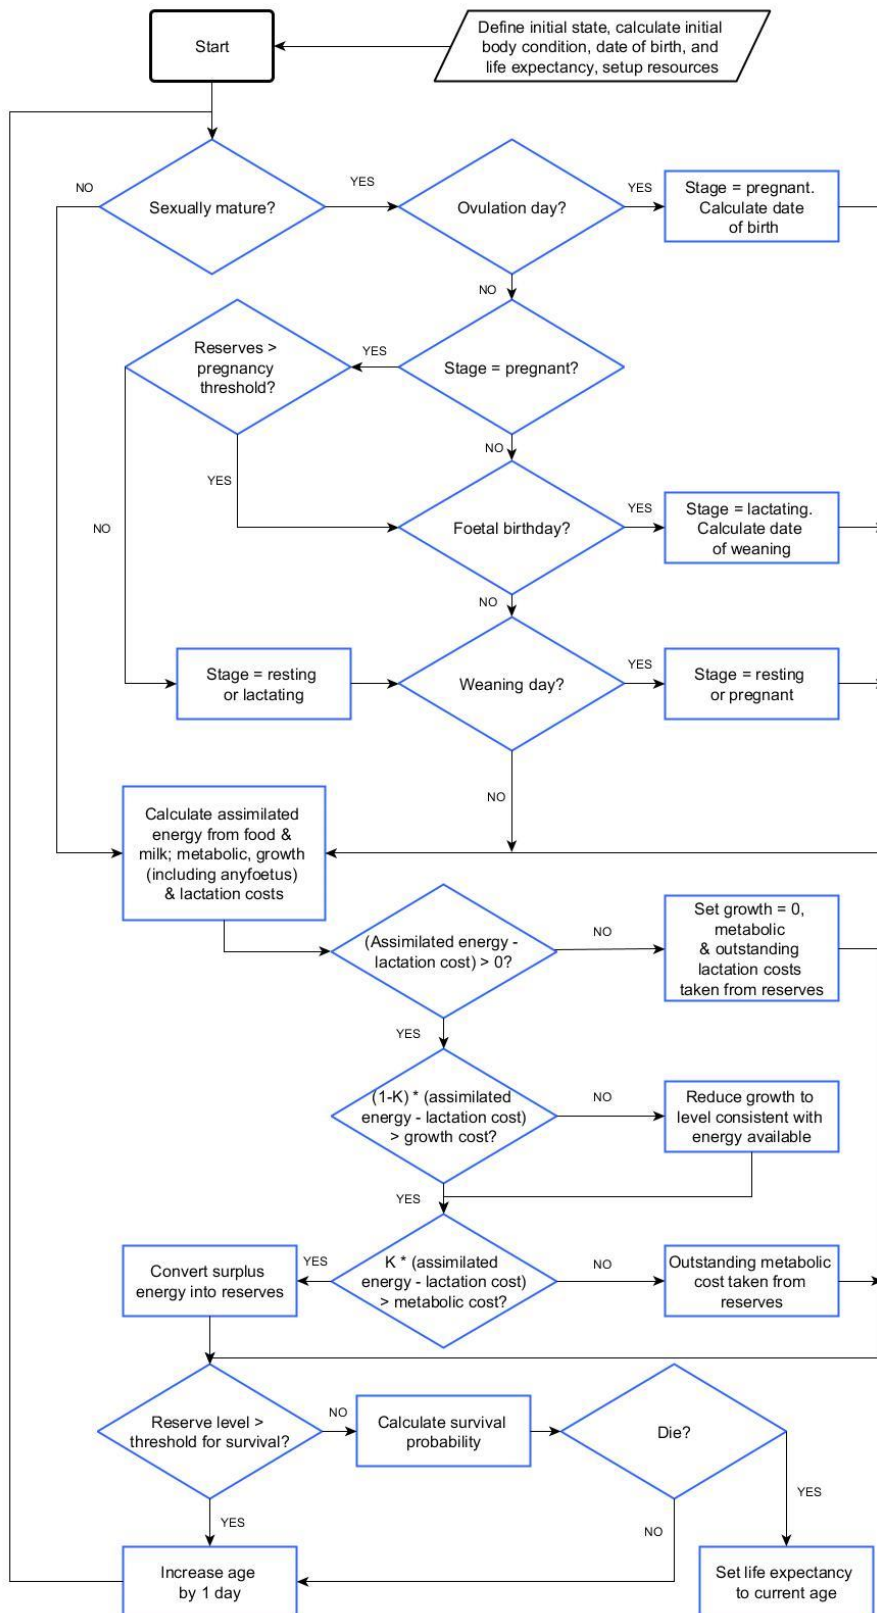 Start
Define initial state, calculate initial
body condition, date of birth, and
life expectancy, setup resources
NO
Sexually mature?
YES
Ovulation day?
YES
Stage = pregnant.
Calculate date
of birth
NO
Reserves >
pregnancy
threshold?
YES
Stage = pregnant?
NO
YES
NO
Foetal birthday?
YES
Stage = lactating.
Calculate date
of weaning
NO
Stage = resting
or lactating
Weaning day?
YES
Stage = resting
or pregnant
NO
Calculate assimilated
energy from food &
milk; metabolic, growth
(including anyfoetus)
& lactation costs
(Assimilated energy -
lactation cost) > 0?
NO
Set growth = 0,
metabolic
& outstanding
lactation costs
taken from reserves
YES
(1-K) * (assimilated
energy - lactation cost)
> growth cost?
NO
Reduce growth to
level consistent with
energy available
YES
Convert surplus
energy into reserves
YES
K * (assimilated
energy - lactation cost)
> metabolic cost?
NO
Outstanding metabolic
cost taken from
reserves
Reserve level >
threshold for survival?
NO
Calculate survival
probability
Die?
YES
YES
NO
Increase age
by 1 day
Set life expectancy
to current age